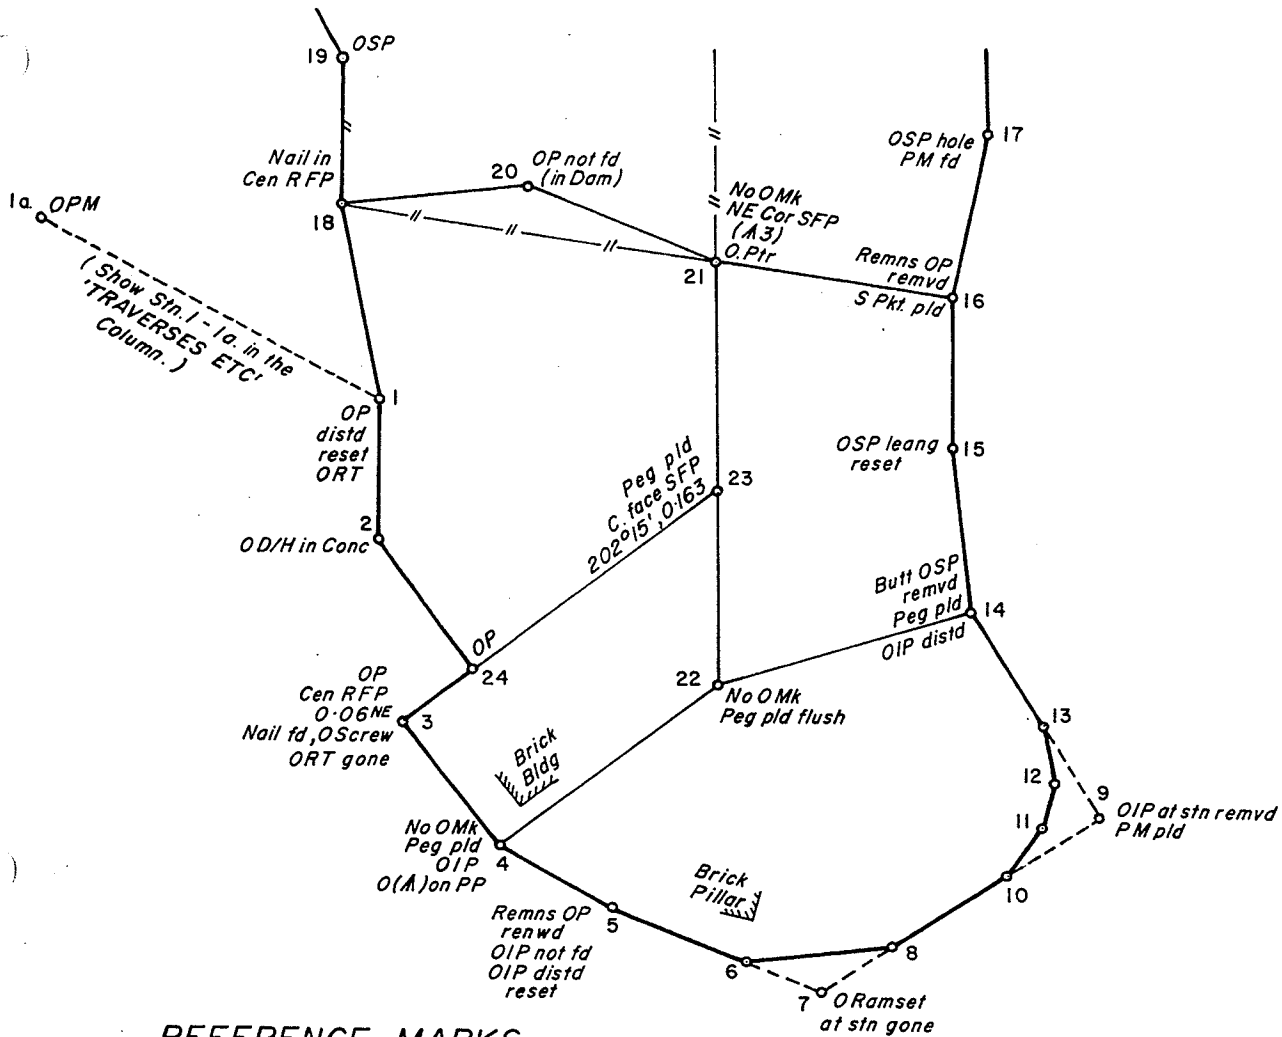 19 OSP
OSP hole
PM fd
17
Nail in
Cen RFP
18
20
OP not fd
(in Dam)
No O Mk
NE Cor SFP
(Λ3)
O.Ptr
21
1a. OPM
(Show Stn.1-1a. in the
'TRAVERSES ETC'
Column.)
Remns OP
remvd
S Pkt. pld
16
1
OP
distd
reset
ORT
OSP leang
reset
15
Peg pld
C. face SFP
202°15', 0·163
23
2
O D/H in Conc
Butt OSP
remvd
Peg pld
OIP distd
14
OP
24
OP
Cen RFP
0·06 NE
Nail fd, O Screw
ORT gone
3
22
No O Mk
Peg pld flush
13
12
11
9
OIP at stn remvd
PM pld
Brick
Bldg
No O Mk
Peg pld
OIP
O(Λ) on PP
4
Brick
Pillar
10
Remns OP
renwd
OIP not fd
OIP distd
reset
5
6
8
7
O Ramset
at stn gone
REFERENCE MARKS